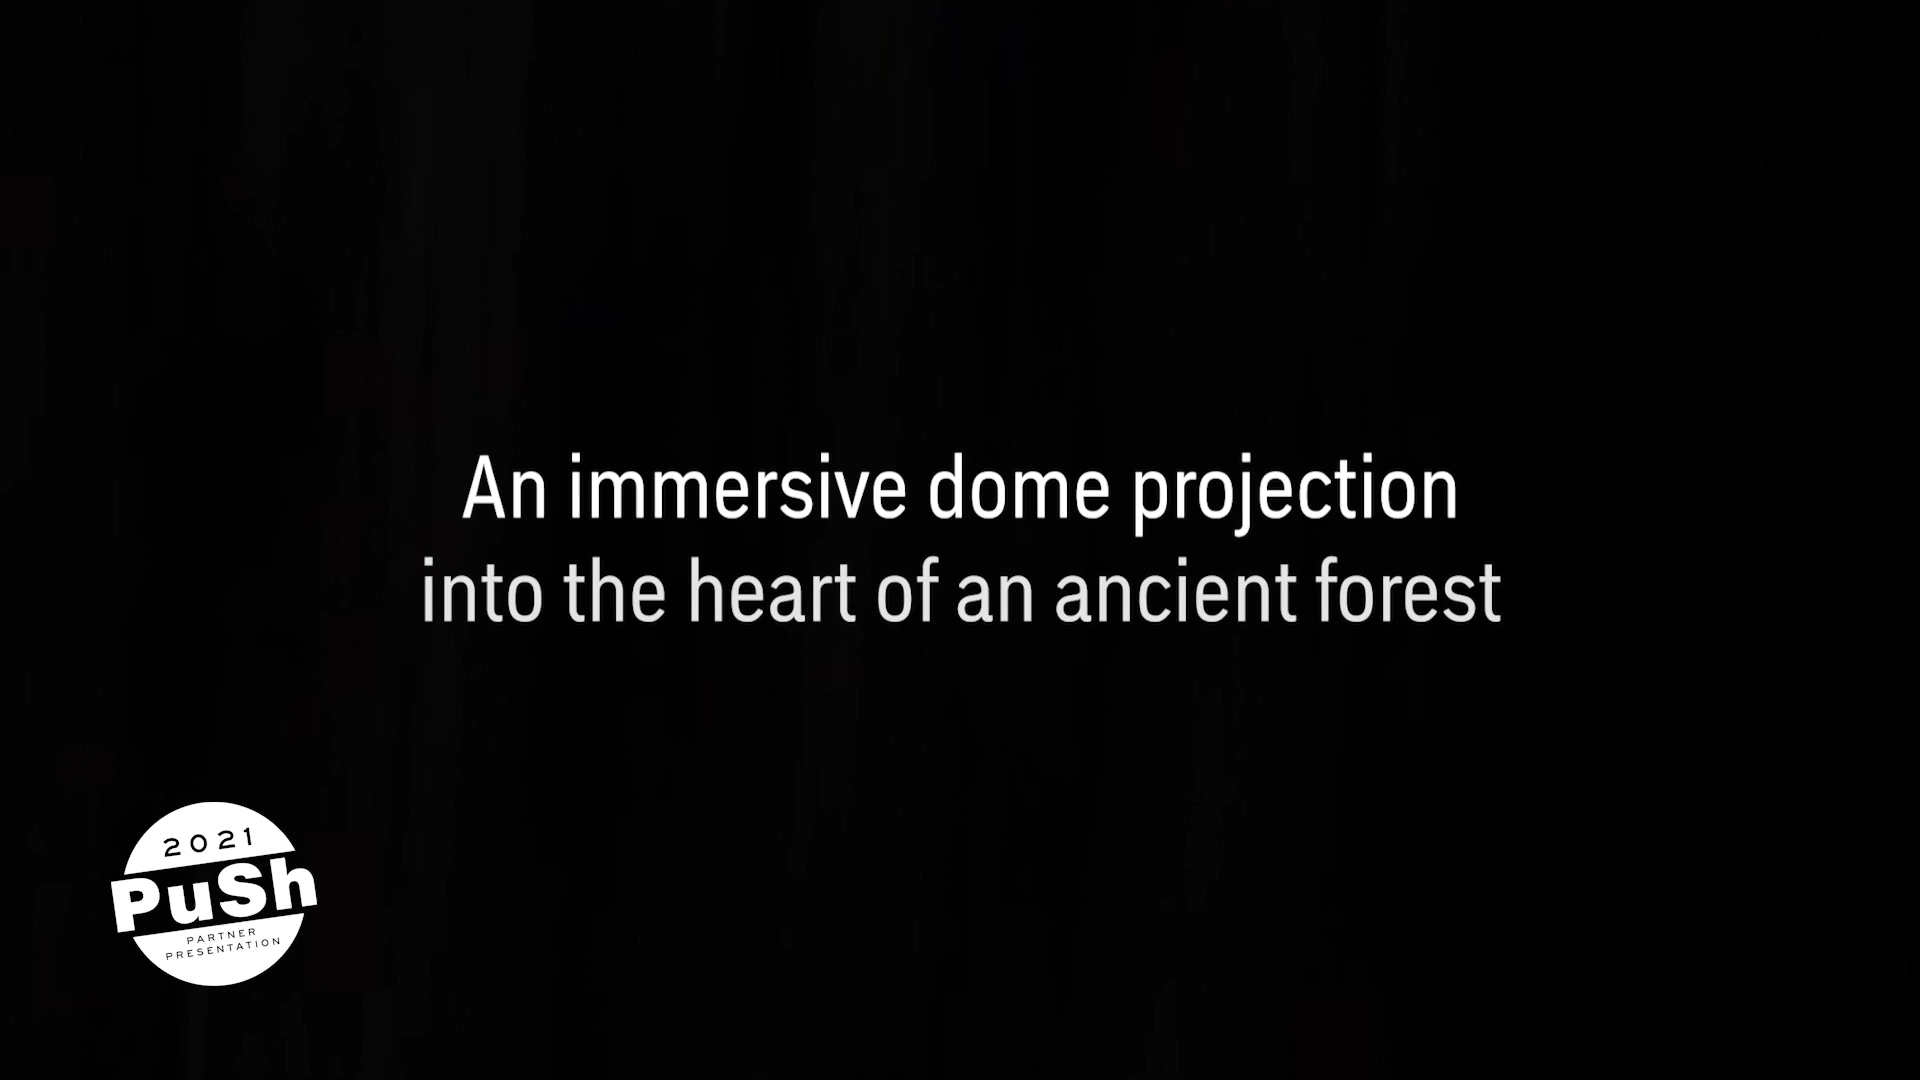 An immersive dome projection
into the heart of an ancient forest
2021
PuSh
PARTNER
PRESENTATION